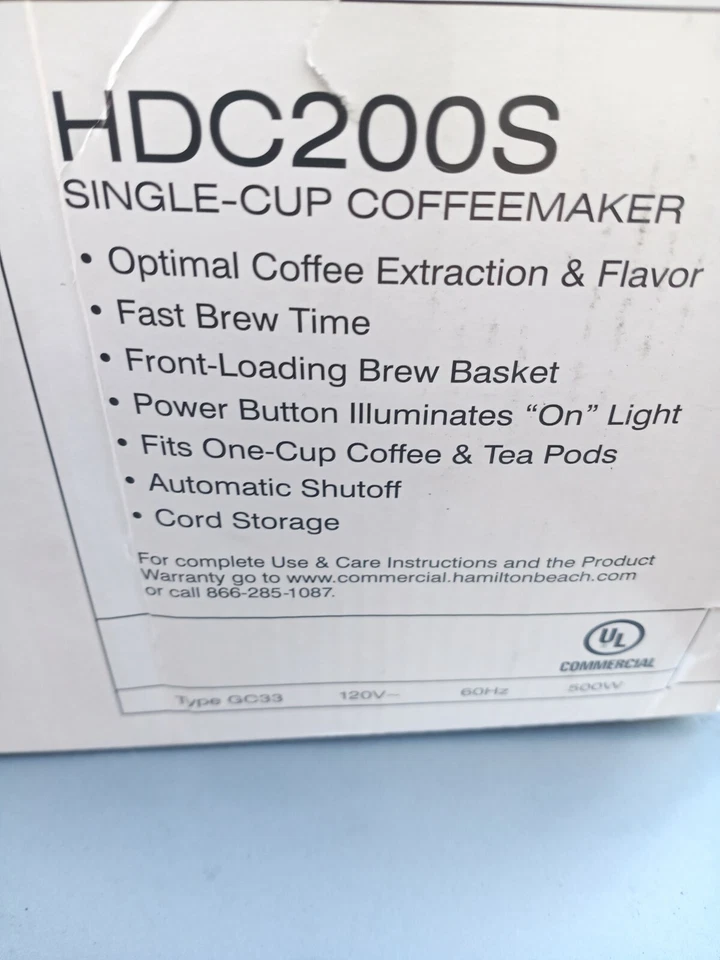 HDC200S
SINGLE-CUP COFFEEMAKER
• Optimal Coffee Extraction & Flavor
• Fast Brew Time
• Front-Loading Brew Basket
• Power Button Illuminates “On” Light
• Fits One-Cup Coffee & Tea Pods
• Automatic Shutoff
• Cord Storage
For complete Use & Care Instructions and the Product
Warranty go to www.commercial.hamiltonbeach.com
or call 866-285-1087.
UL
COMMERCIAL
Type GC33 120V~ 60Hz 500W